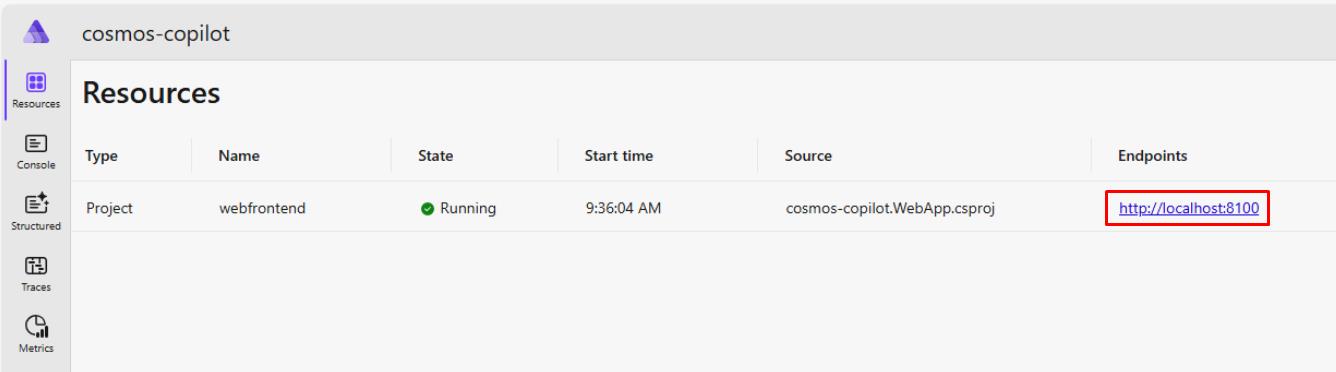 cosmos-copilot
Resources
Resources
Console
Structured
Traces
Metrics
Type Name State Start time Source Endpoints
Project webfrontend Running 9:36:04 AM cosmos-copilot.WebApp.csproj http://localhost:8100